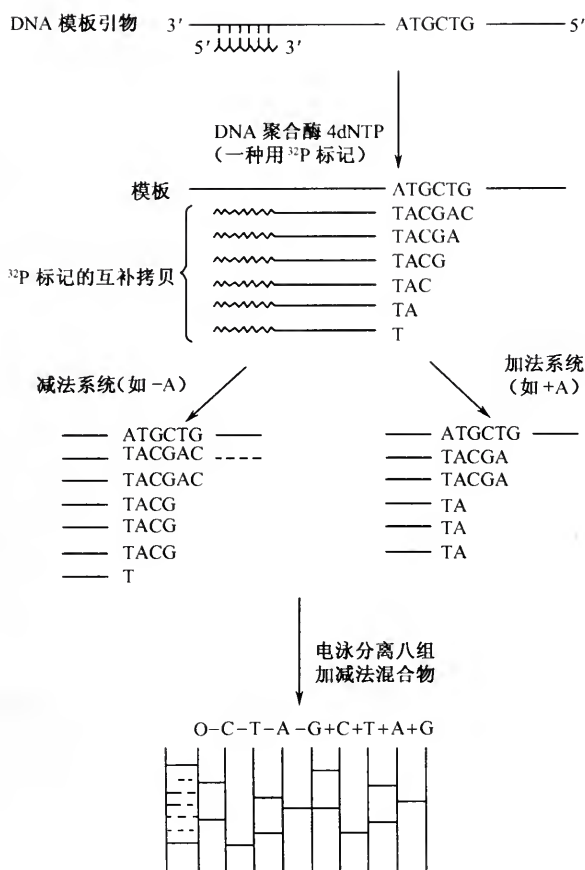 DNA 模板引物 3′ ATGCTG 5′
5′ 3′
DNA 聚合酶 4dNTP
（一种用 ³²P 标记）
模板 ATGCTG
TACGAC
TACGA
TACG
TAC
TA
T
³²P 标记的互补拷贝
减法系统（如 −A）
加法系统
（如 +A）
ATGCTG
TACGAC
TACGAC
TACG
TACG
TACG
T
ATGCTG
TACGA
TACGA
TA
TA
TA
电泳分离八组
加减法混合物
O−C−T−A−G+C+T+A+G